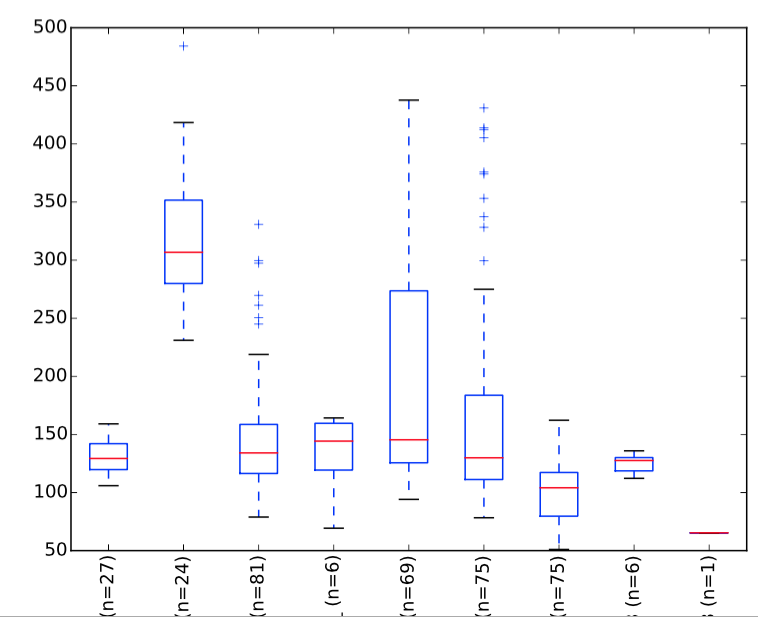 500
450
400
350
300
250
200
150
100
50
(n=27)
(n=24)
(n=81)
(n=6)
(n=69)
(n=75)
(n=75)
(n=6)
(n=1)